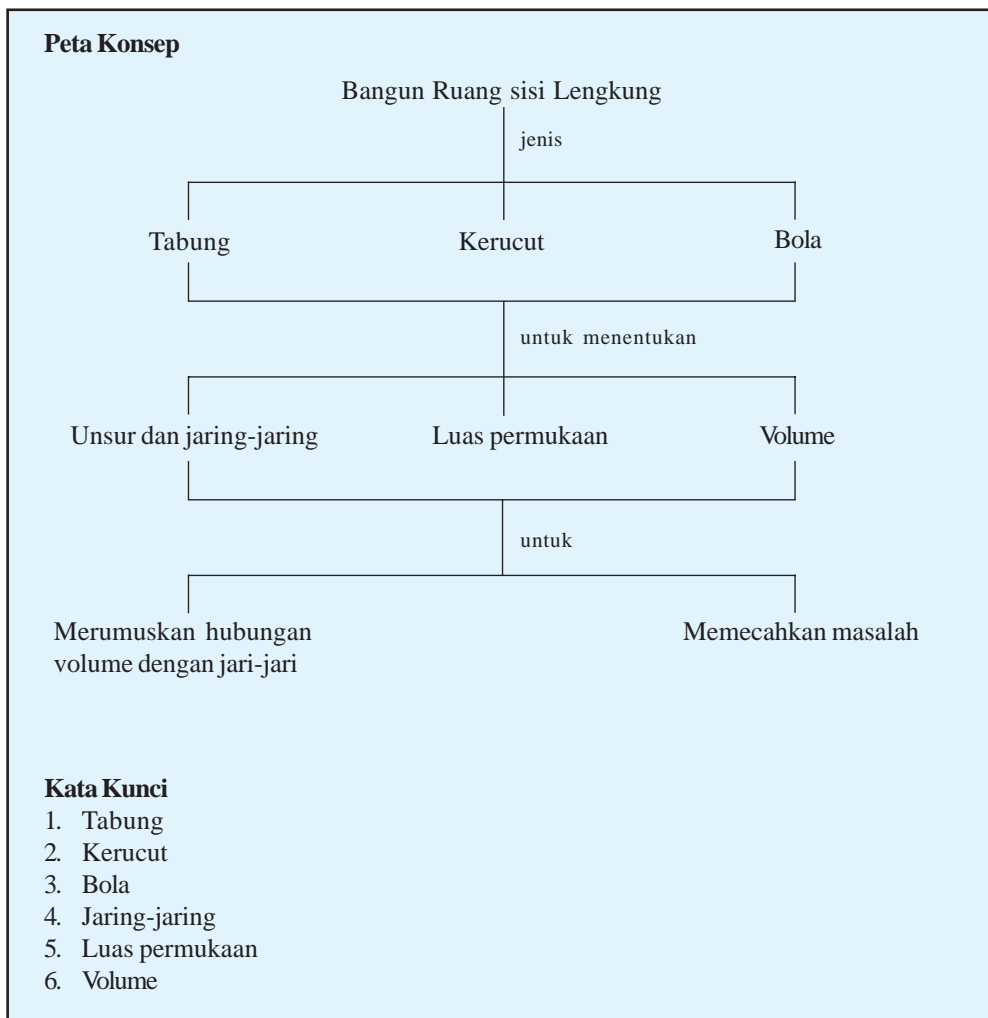 Peta Konsep
Bangun Ruang sisi Lengkung
jenis
Tabung Kerucut Bola
untuk menentukan
Unsur dan jaring-jaring Luas permukaan Volume
untuk
Merumuskan hubungan
volume dengan jari-jari
Memecahkan masalah
Kata Kunci
1. Tabung
2. Kerucut
3. Bola
4. Jaring-jaring
5. Luas permukaan
6. Volume